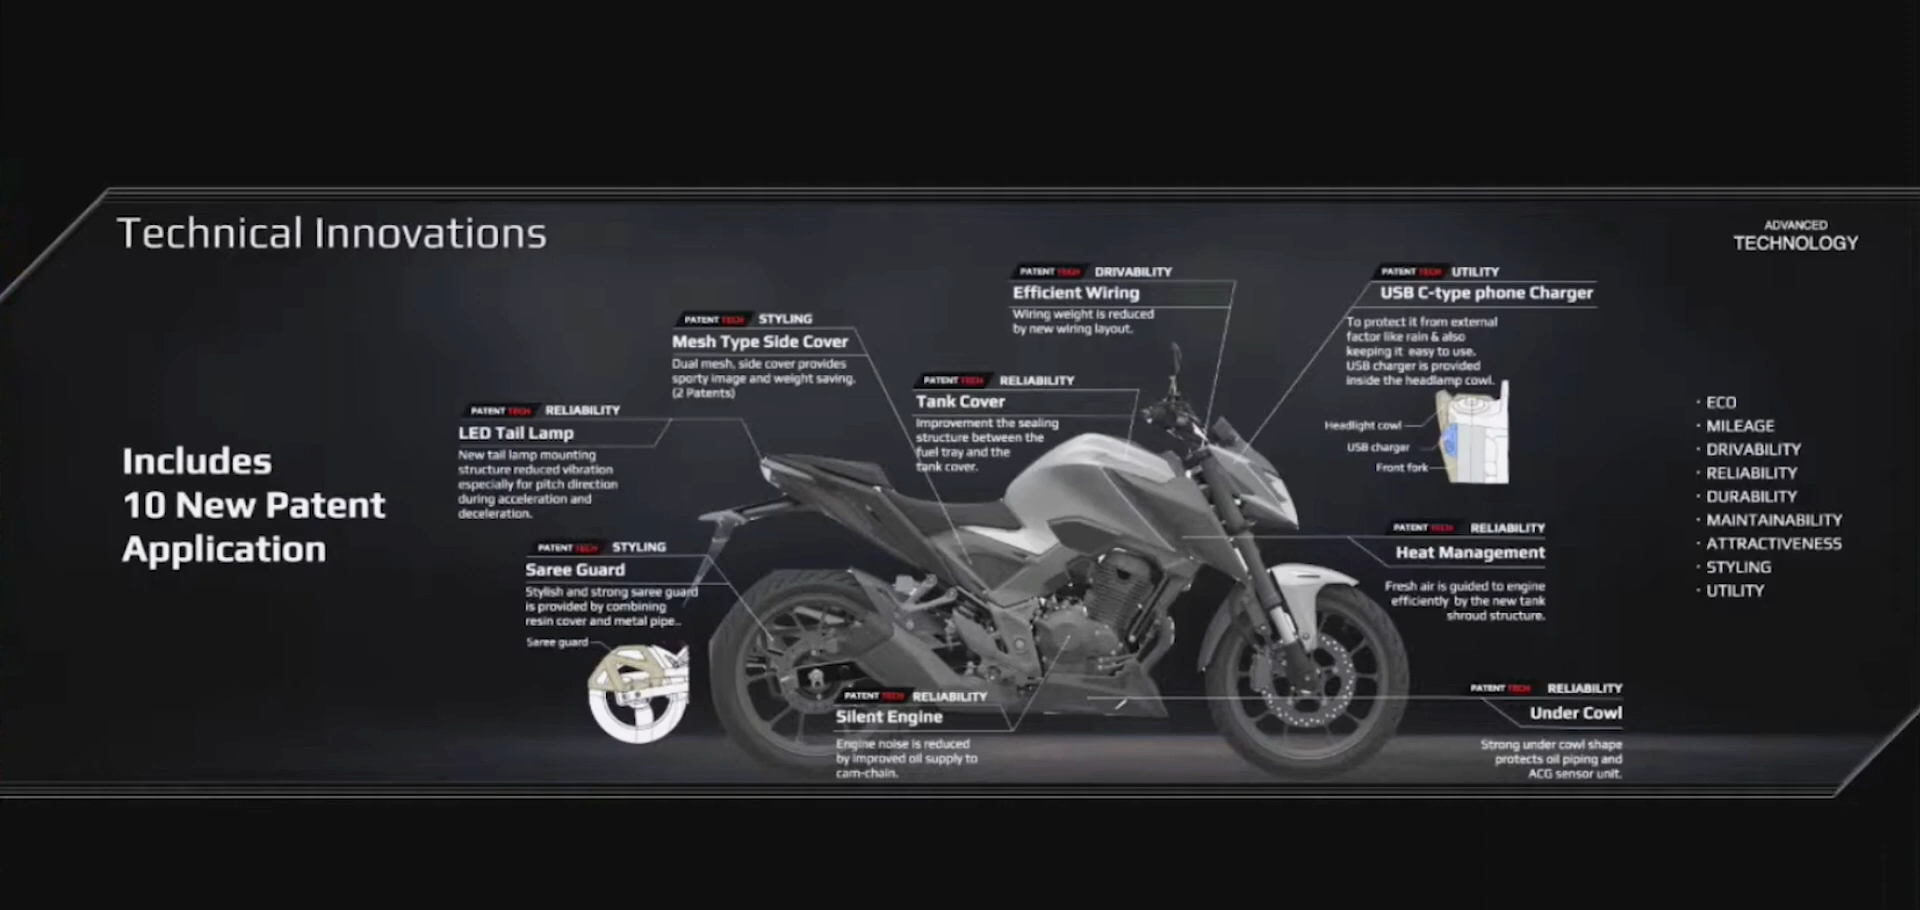 Technical Innovations
ADVANCED
TECHNOLOGY
Includes
10 New Patent
Application
PATENT TECH RELIABILITY
LED Tail Lamp
New tail lamp mounting
structure reduced vibration
especially for pitch direction
during acceleration and
deceleration.
PATENT TECH STYLING
Mesh Type Side Cover
Dual mesh, side cover provides
sporty image and weight saving.
(2 Patents)
PATENT TECH DRIVABILITY
Efficient Wiring
Wiring weight is reduced
by new wiring layout.
PATENT TECH RELIABILITY
Tank Cover
Improvement the sealing
structure between the
fuel tray and the
tank cover.
PATENT TECH UTILITY
USB C-type phone Charger
To protect it from external
factor like rain & also
keeping it easy to use.
USB charger is provided
inside the headlamp cowl.
Headlight cowl
USB charger
Front fork
PATENT TECH STYLING
Saree Guard
Stylish and strong saree guard
is provided by combining
resin cover and metal pipe..
Saree guard
PATENT TECH RELIABILITY
Silent Engine
Engine noise is reduced
by improved oil supply to
cam-chain.
PATENT TECH RELIABILITY
Heat Management
Fresh air is guided to engine
efficiently by the new tank
shroud structure.
PATENT TECH RELIABILITY
Under Cowl
Strong under cowl shape
protects oil piping and
ACG sensor unit.
· ECO
· MILEAGE
· DRIVABILITY
· RELIABILITY
· DURABILITY
· MAINTAINABILITY
· ATTRACTIVENESS
· STYLING
· UTILITY